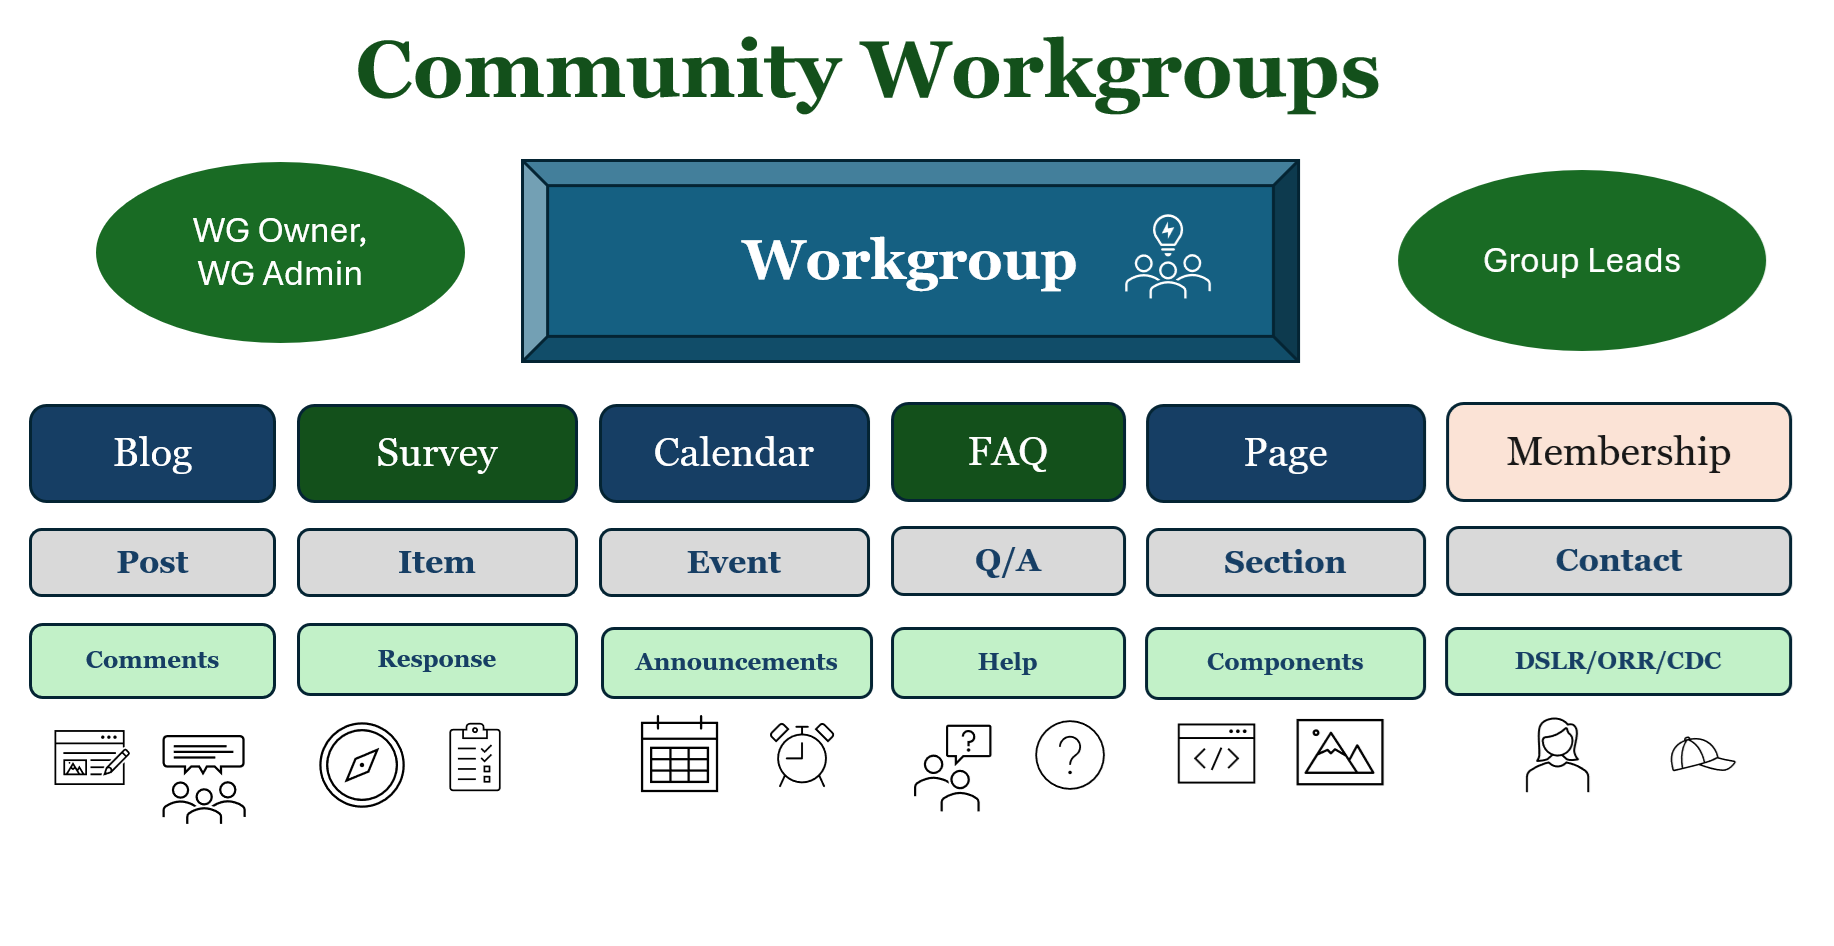 Community Workgroups
WG Owner,
WG Admin
Workgroup
Group Leads
Blog
Survey
Calendar
FAQ
Page
Membership
Post
Item
Event
Q/A
Section
Contact
Comments
Response
Announcements
Help
Components
DSLR/ORR/CDC
?
?
</>